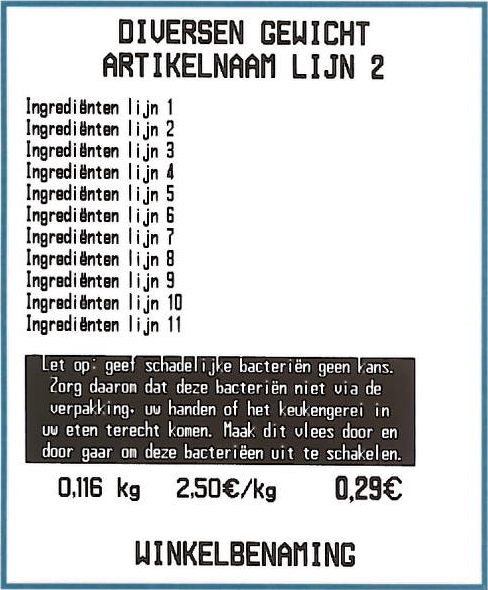 DIVERSEN GEWICHT
ARTIKELNAAM LIJN 2
Ingrediënten lijn 1
Ingrediënten lijn 2
Ingrediënten lijn 3
Ingrediënten lijn 4
Ingrediënten lijn 5
Ingrediënten lijn 6
Ingrediënten lijn 7
Ingrediënten lijn 8
Ingrediënten lijn 9
Ingrediënten lijn 10
Ingrediënten lijn 11
Let op: geef schadelijke bacteriën geen kans.
Zorg daarom dat deze bacteriën niet via de
verpakking, uw handen of het keukengerei in
uw eten terecht komen. Maak dit vlees door en
door gaar om deze bacteriëen uit te schakelen.
0,116 kg 2,50€/kg 0,29€
WINKELBENAMING